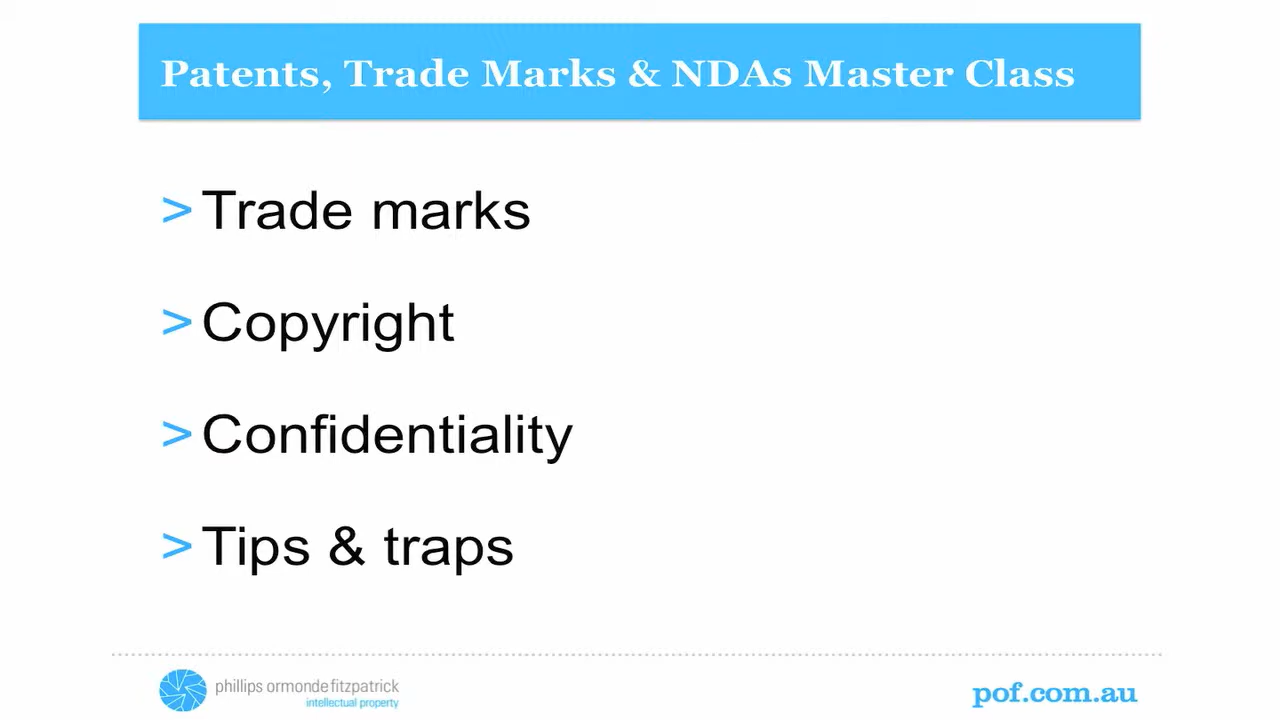 Patents, Trade Marks & NDAs Master Class
> Trade marks
> Copyright
> Confidentiality
> Tips & traps
phillips ormonde fitzpatrick
intellectual property
pof.com.au